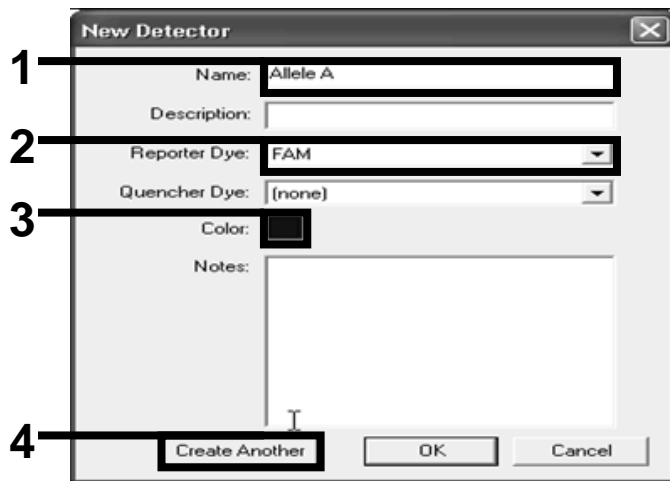 New Detector
1 Name: Allele A
Description:
2 Reporter Dye: FAM
Quencher Dye: (none)
3 Color:
Notes:
4 Create Another OK Cancel